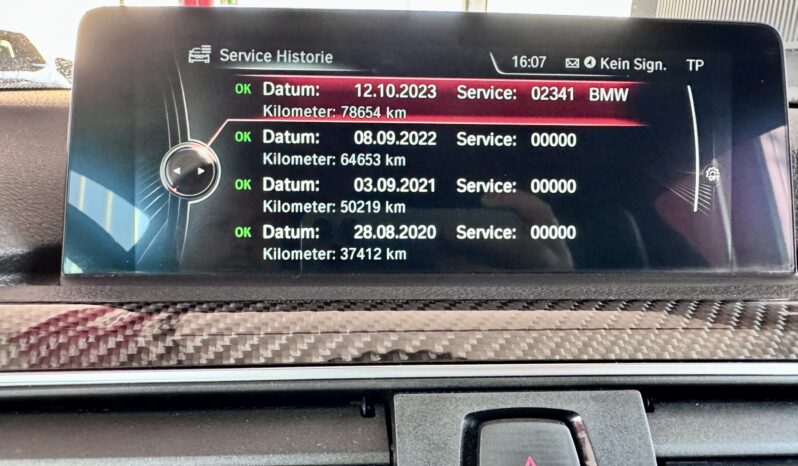 Service Historie
16:07 Kein Sign. TP
OK Datum: 12.10.2023 Service: 02341 BMW
Kilometer: 78654 km
OK Datum: 08.09.2022 Service: 00000
Kilometer: 64653 km
OK Datum: 03.09.2021 Service: 00000
Kilometer: 50219 km
OK Datum: 28.08.2020 Service: 00000
Kilometer: 37412 km